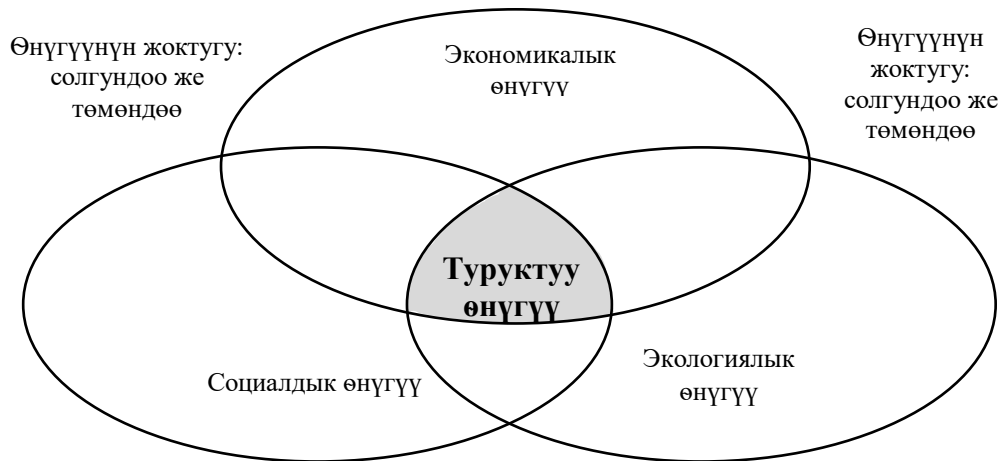 Өнүгүүнүн жоктугу:
солгундоо же
төмөндөө
Экономикалык
өнүгүү
Өнүгүүнүн
жоктугу:
солгундоо же
төмөндөө
Туруктуу
өнүгүү
Социалдык өнүгүү
Экологиялык
өнүгүү